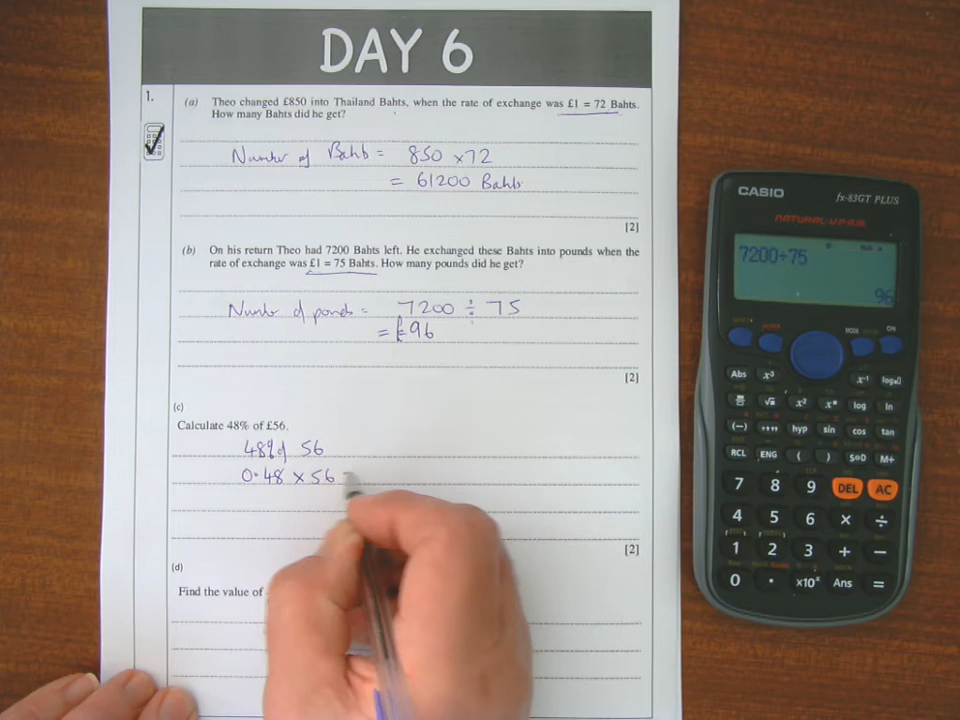 DAY 6
1.
(a) Theo changed £850 into Thailand Bahts, when the rate of exchange was £1 = 72 Bahts.
How many Bahts did he get?
Number of Bahts = 850 × 72
= 61200 Bahts
[2]
(b) On his return Theo had 7200 Bahts left. He exchanged these Bahts into pounds when the
rate of exchange was £1 = 75 Bahts. How many pounds did he get?
Number of pounds = 7200 ÷ 75
= £96
[2]
(c)
Calculate 48% of £56.
48% of 56
0.48 × 56
[2]
(d)
Find the value of
CASIO
fx-83GT PLUS
NATURAL-V.P.A.M.
7200÷75
96
MODE ON
Abs x³ x⁻¹ log
x² log ln
(−) hyp sin cos tan
RCL ENG ( ) S⇔D M+
7 8 9 DEL AC
4 5 6 × ÷
1 2 3 + −
0 · ×10ˣ Ans =